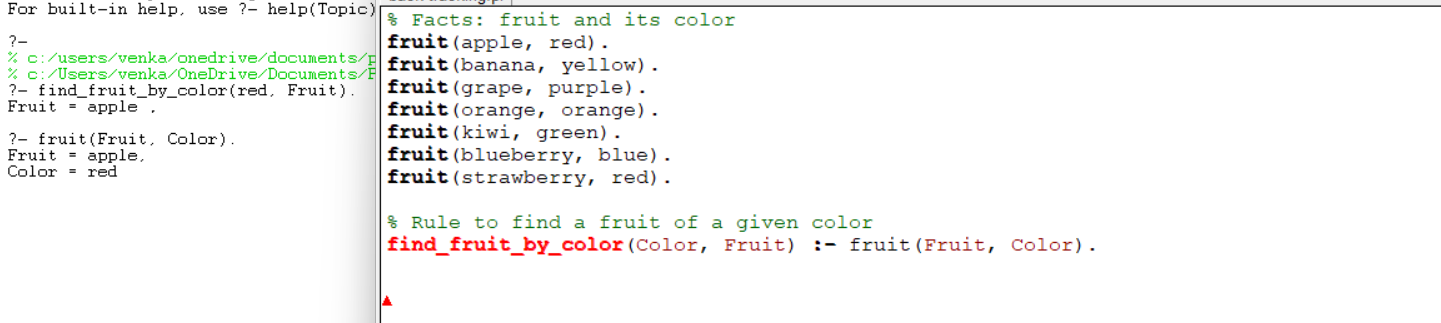 For built-in help, use ?- help(Topic)
?-
% c:/users/venka/onedrive/documents/p
% c:/Users/venka/OneDrive/Documents/P
?- find_fruit_by_color(red, Fruit).
Fruit = apple .
?- fruit(Fruit, Color).
Fruit = apple,
Color = red
% Facts: fruit and its color
fruit(apple, red).
fruit(banana, yellow).
fruit(grape, purple).
fruit(orange, orange).
fruit(kiwi, green).
fruit(blueberry, blue).
fruit(strawberry, red).
% Rule to find a fruit of a given color
find_fruit_by_color(Color, Fruit) :- fruit(Fruit, Color).